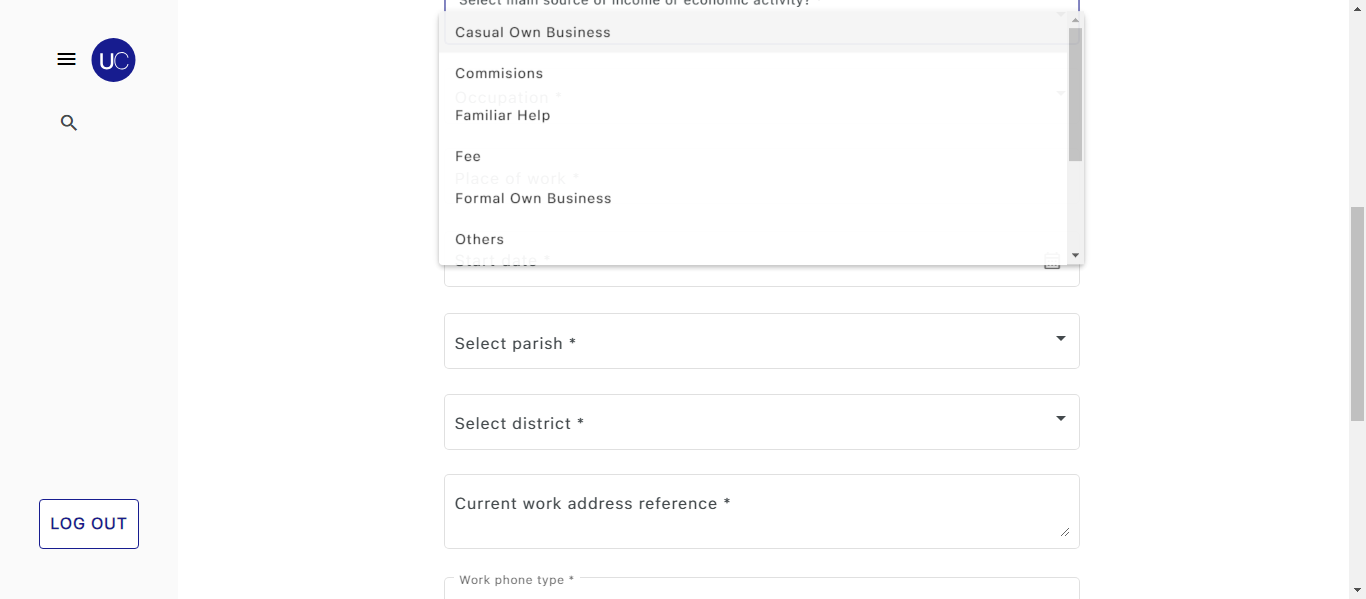 Select main source of income or economic activity? *
Casual Own Business
UC
Commisions
Occupation *
Familiar Help
Fee
Place of work *
Formal Own Business
Others
Start date *
Select parish *
Select district *
Current work address reference *
LOG OUT
Work phone type *